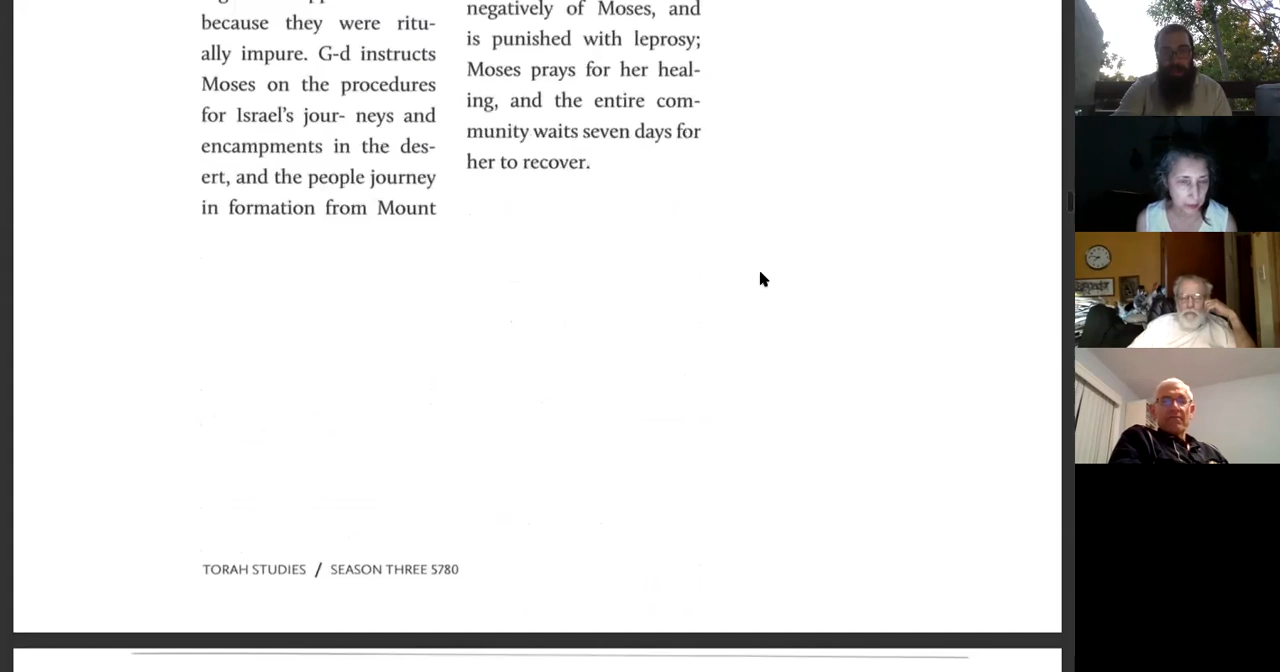 because they were ritu-
ally impure. G-d instructs
Moses on the procedures
for Israel's jour- neys and
encampments in the des-
ert, and the people journey
in formation from Mount
negatively of Moses, and
is punished with leprosy;
Moses prays for her heal-
ing, and the entire com-
munity waits seven days for
her to recover.
TORAH STUDIES / SEASON THREE 5780